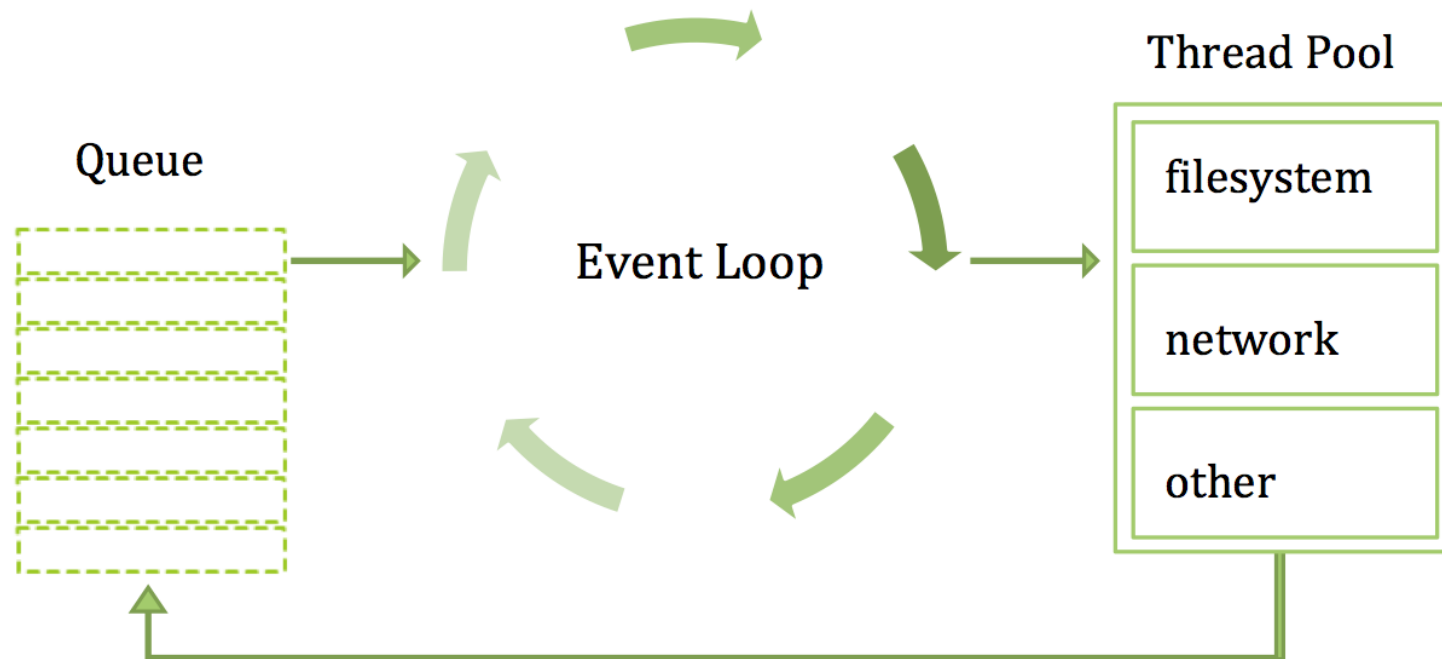 Queue
Event Loop
Thread Pool
filesystem
network
other